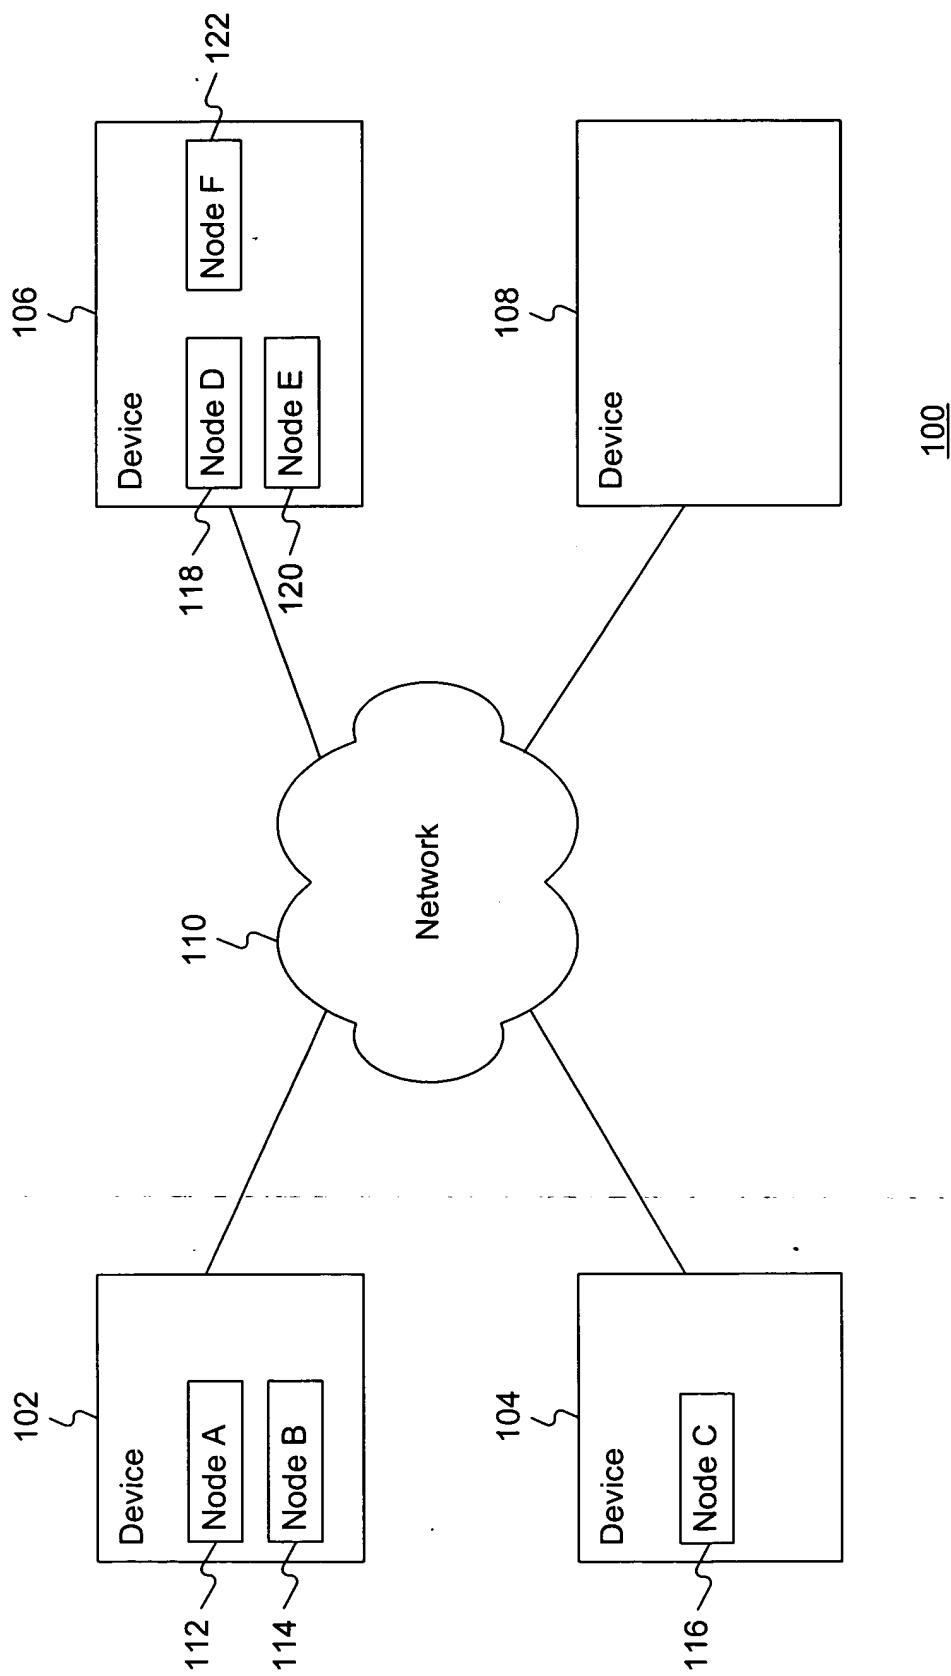 102
Device
112
Node A
114
Node B
106
Device
118
Node D
120
Node E
Node F
122
110
Network
104
Device
116
Node C
108
Device
100